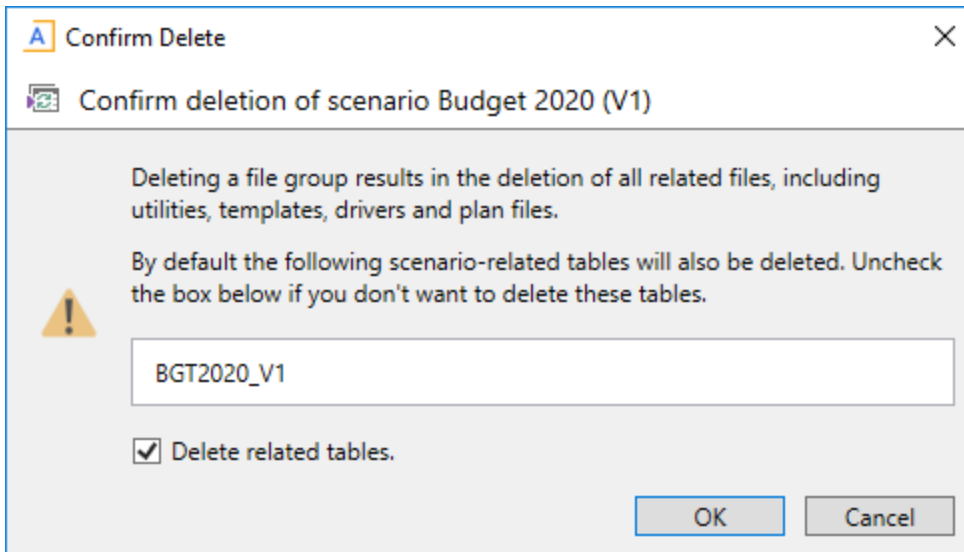 A Confirm Delete
Confirm deletion of scenario Budget 2020 (V1)
Deleting a file group results in the deletion of all related files, including
utilities, templates, drivers and plan files.
By default the following scenario-related tables will also be deleted. Uncheck
the box below if you don't want to delete these tables.
BGT2020_V1
Delete related tables.
OK Cancel